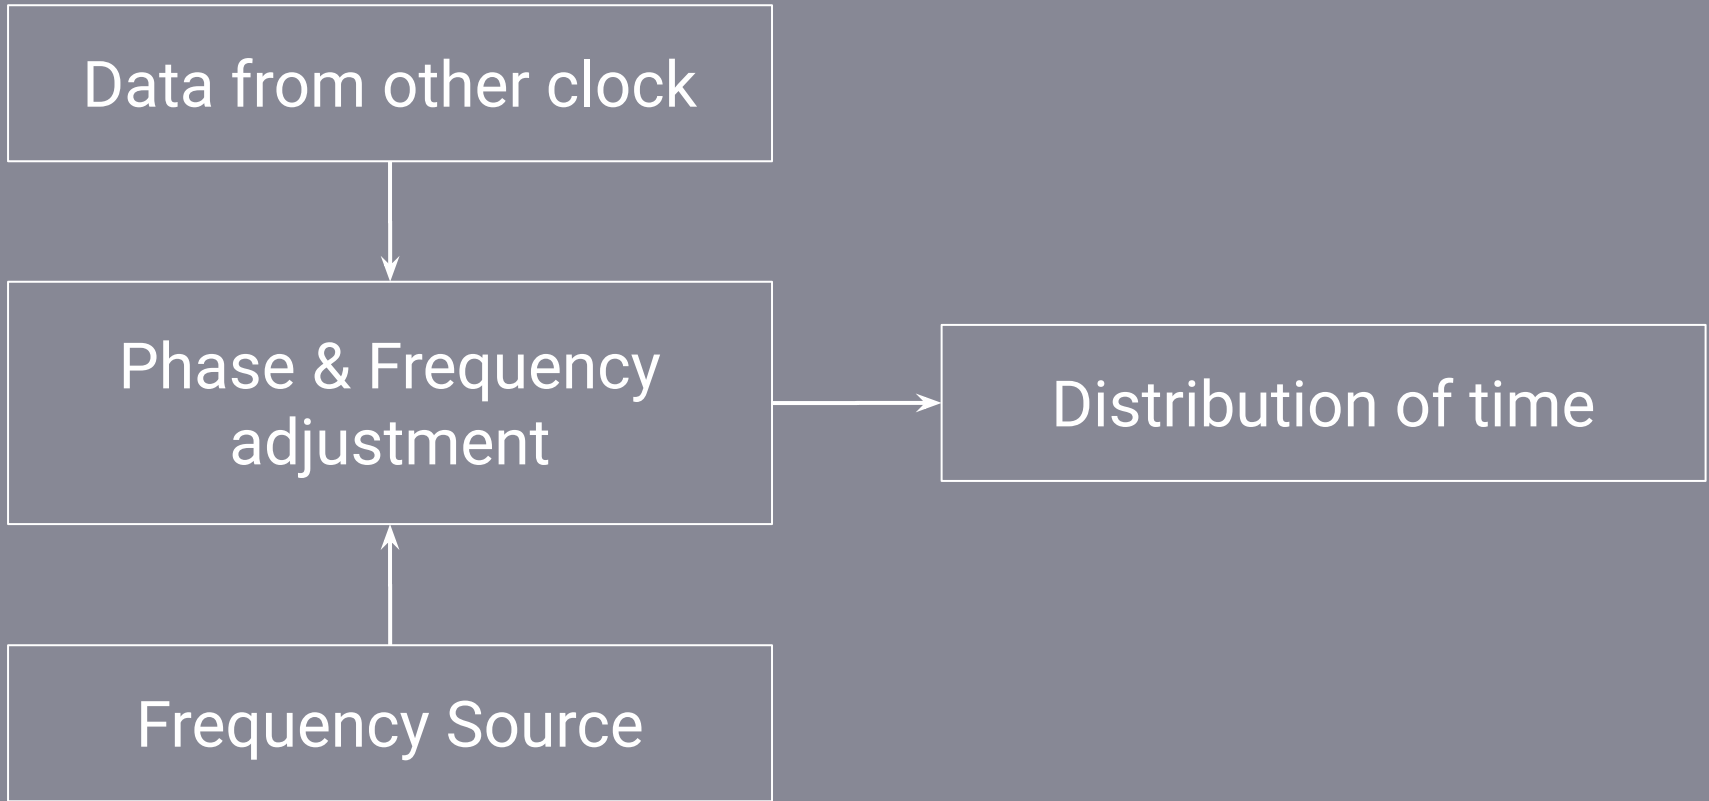 Data from other clock
Phase & Frequency
adjustment
Distribution of time
Frequency Source